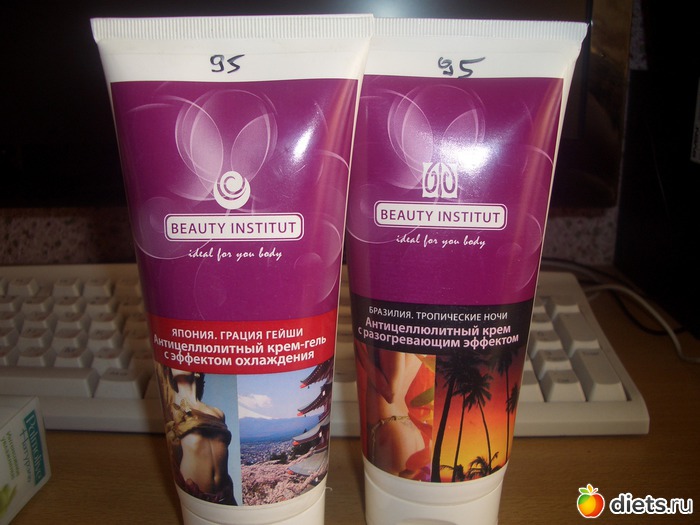 95
BEAUTY INSTITUT
ideal for you body
ЯПОНИЯ. ГРАЦИЯ ГЕЙШИ
Антицеллюлитный крем-гель
с эффектом охлаждения
95
BEAUTY INSTITUT
ideal for you body
БРАЗИЛИЯ. ТРОПИЧЕСКИЕ НОЧИ
Антицеллюлитный крем
с разогревающим эффектом
diets.ru